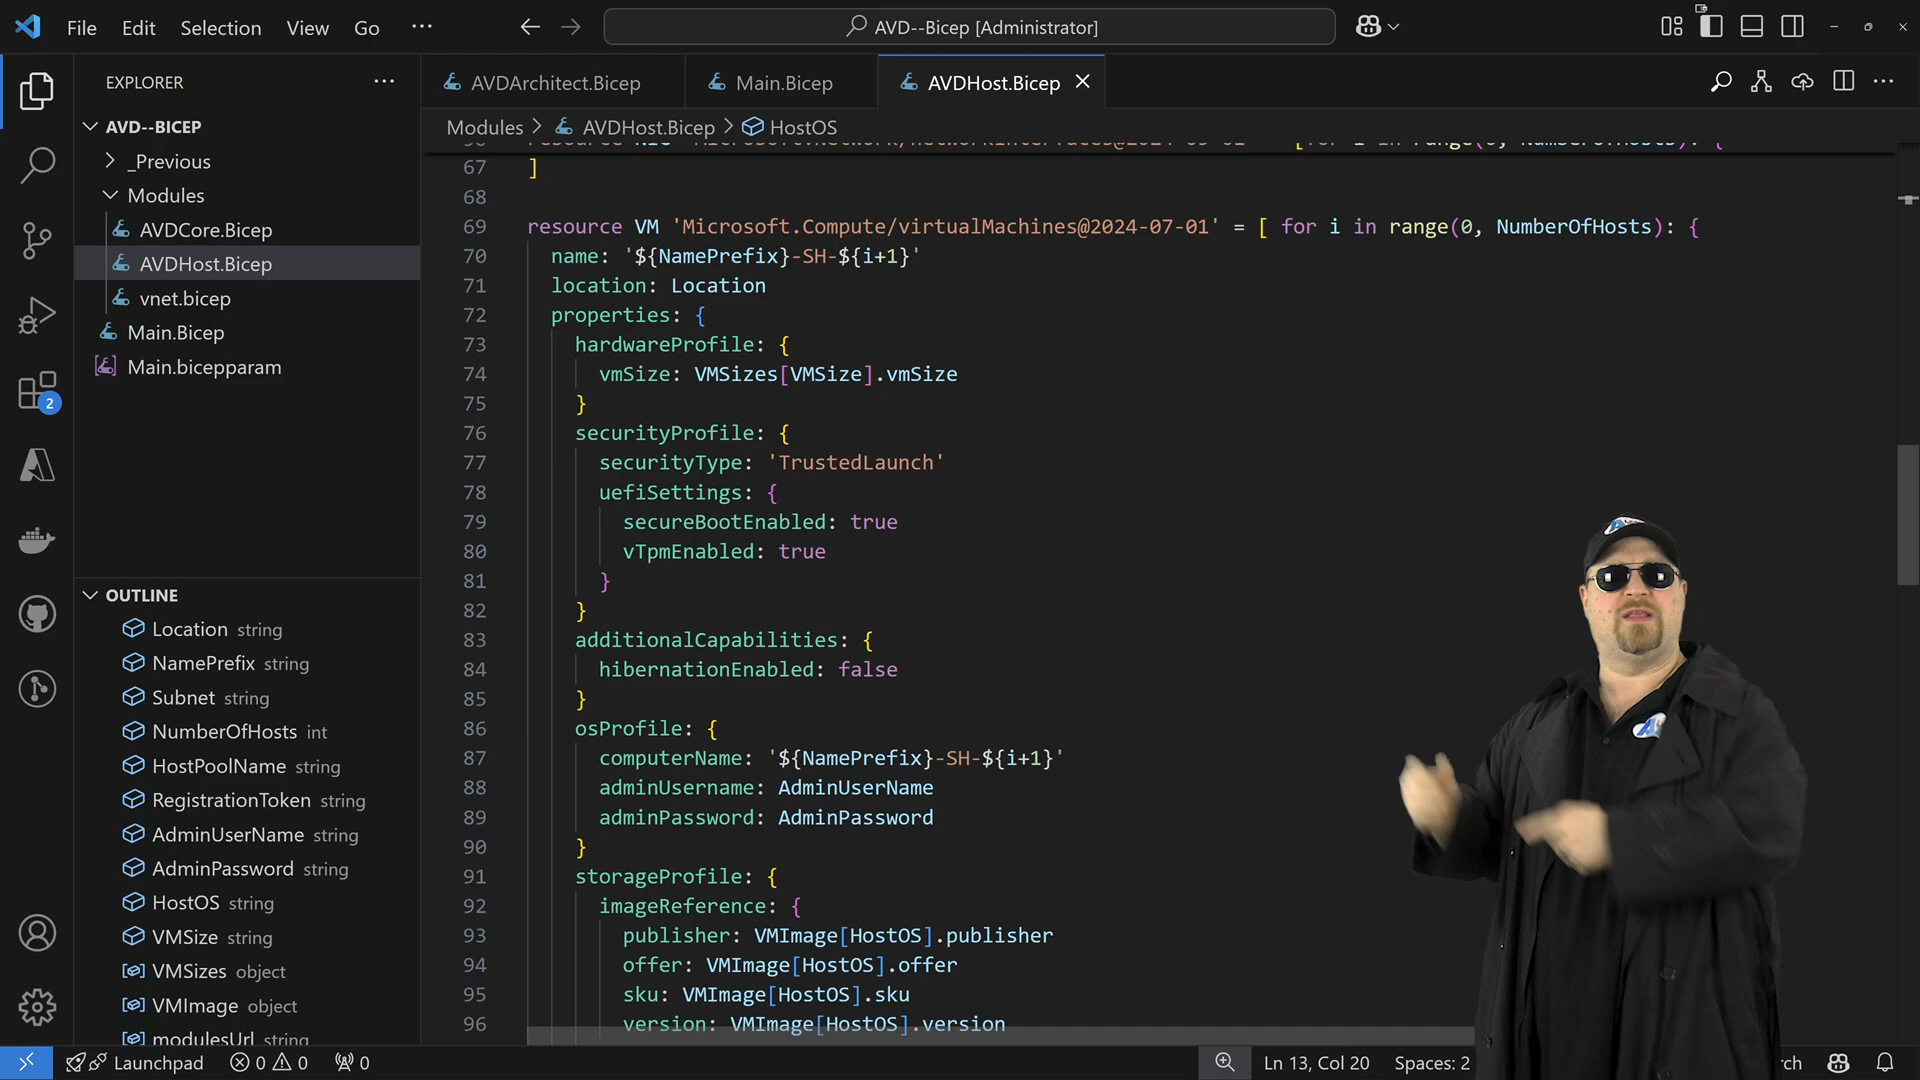 File Edit Selection View Go ··· AVD--Bicep [Administrator]
EXPLORER ···
AVD--BICEP
_Previous
Modules
AVDCore.Bicep
AVDHost.Bicep
vnet.bicep
Main.Bicep
Main.bicepparam
2
OUTLINE
Location string
NamePrefix string
Subnet string
NumberOfHosts int
HostPoolName string
RegistrationToken string
AdminUserName string
AdminPassword string
HostOS string
VMSize string
VMSizes object
VMImage object
modulesUrl string
AVDArchitect.Bicep Main.Bicep AVDHost.Bicep
Modules > AVDHost.Bicep > HostOS
67 ]
68
69 resource VM 'Microsoft.Compute/virtualMachines@2024-07-01' = [ for i in range(0, NumberOfHosts): {
70 name: '${NamePrefix}-SH-${i+1}'
71 location: Location
72 properties: {
73 hardwareProfile: {
74 vmSize: VMSizes[VMSize].vmSize
75 }
76 securityProfile: {
77 securityType: 'TrustedLaunch'
78 uefiSettings: {
79 secureBootEnabled: true
80 vTpmEnabled: true
81 }
82 }
83 additionalCapabilities: {
84 hibernationEnabled: false
85 }
86 osProfile: {
87 computerName: '${NamePrefix}-SH-${i+1}'
88 adminUsername: AdminUserName
89 adminPassword: AdminPassword
90 }
91 storageProfile: {
92 imageReference: {
93 publisher: VMImage[HostOS].publisher
94 offer: VMImage[HostOS].offer
95 sku: VMImage[HostOS].sku
96 version: VMImage[HostOS].version
Launchpad 0 0 0 Ln 13, Col 20 Spaces: 2